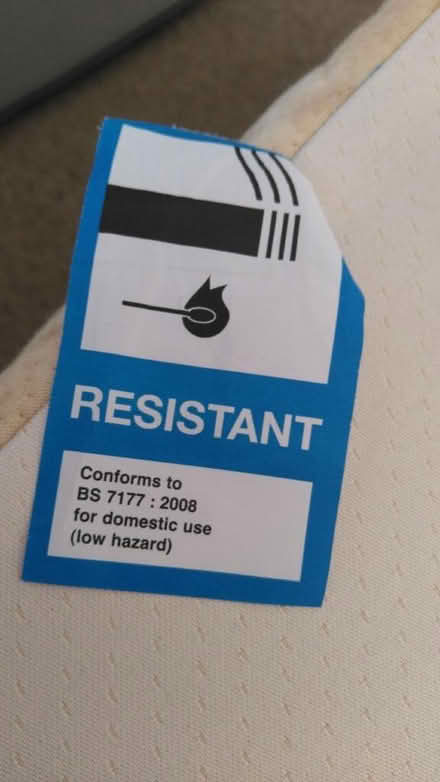 RESISTANT
Conforms to
BS 7177 : 2008
for domestic use
(low hazard)